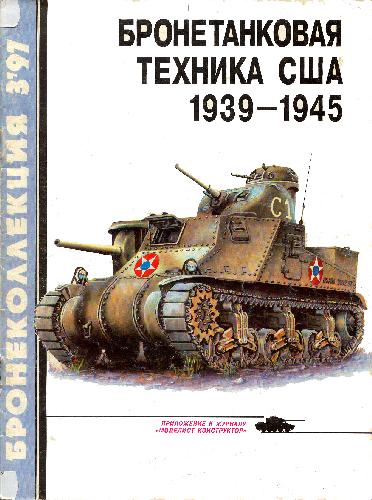 БРОНЕТАНКОВАЯ
ТЕХНИКА США
1939–1945
БРОНЕКОЛЛЕКЦИЯ 3'97
C1
ПРИЛОЖЕНИЕ К ЖУРНАЛУ
«МОДЕЛИСТ КОНСТРУКТОР»